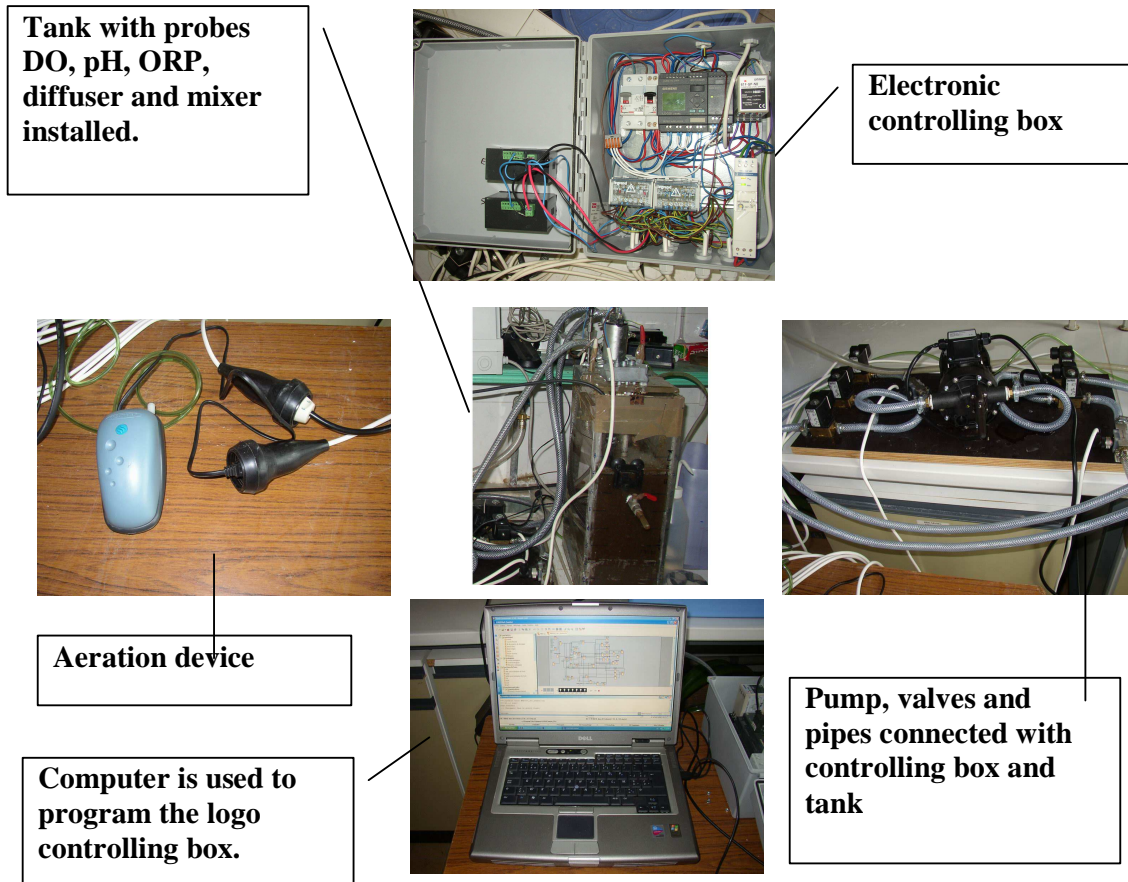 Tank with probes
DO, pH, ORP,
diffuser and mixer
installed.
Electronic
controlling box
Aeration device
Computer is used to
program the logo
controlling box.
DELL
Pump, valves and
pipes connected with
controlling box and
tank